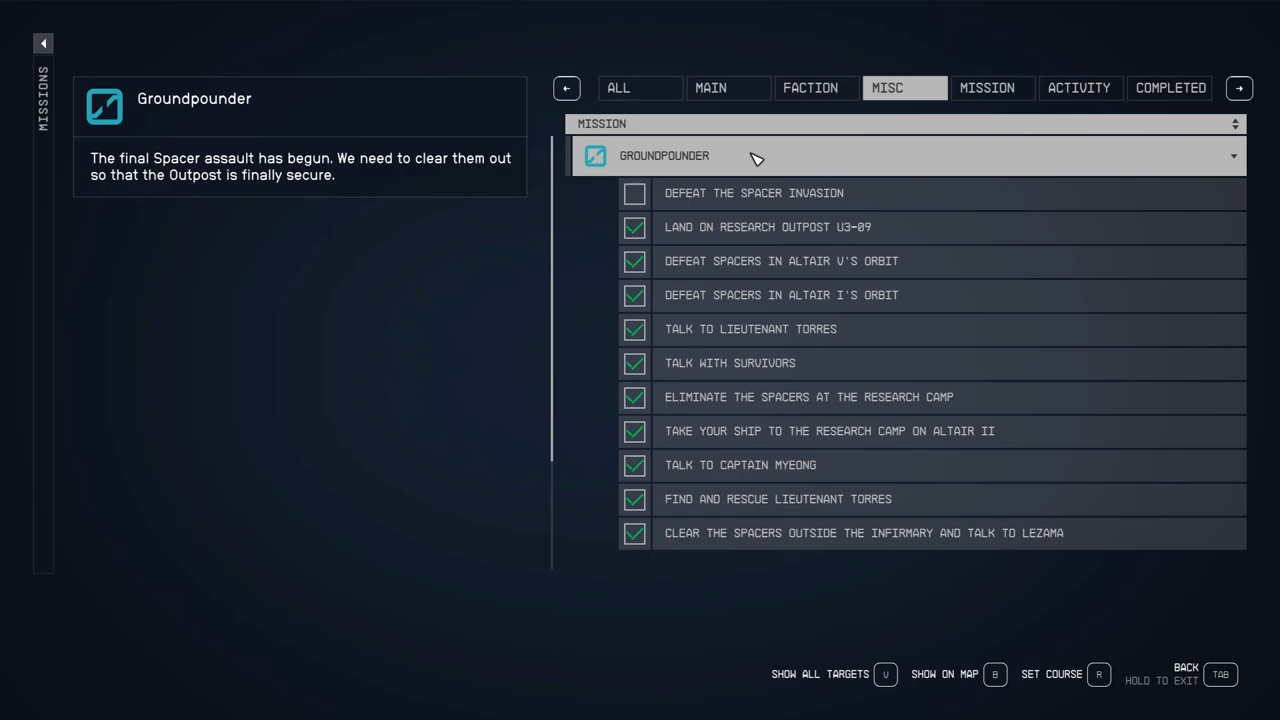 MISSIONS
Groundpounder
The final Spacer assault has begun. We need to clear them out
so that the Outpost is finally secure.
ALL
MAIN
FACTION
MISC
MISSION
ACTIVITY
COMPLETED
MISSION
GROUNDPOUNDER
DEFEAT THE SPACER INVASION
LAND ON RESEARCH OUTPOST U3-09
DEFEAT SPACERS IN ALTAIR V'S ORBIT
DEFEAT SPACERS IN ALTAIR I'S ORBIT
TALK TO LIEUTENANT TORRES
TALK WITH SURVIVORS
ELIMINATE THE SPACERS AT THE RESEARCH CAMP
TAKE YOUR SHIP TO THE RESEARCH CAMP ON ALTAIR II
TALK TO CAPTAIN MYEONG
FIND AND RESCUE LIEUTENANT TORRES
CLEAR THE SPACERS OUTSIDE THE INFIRMARY AND TALK TO LEZAMA
SHOW ALL TARGETS V
SHOW ON MAP B
SET COURSE R
BACK
HOLD TO EXIT
TAB